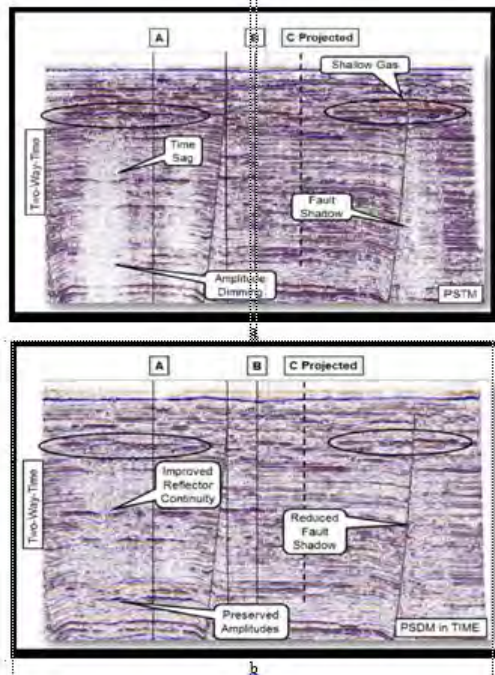 A
C Projected
Shallow Gas
Two-Way-Time
Time
Sag
Fault
Shadow
Amplitude
Dimming
PSTM
a
A
B
C Projected
Two-Way-Time
Improved
Reflector
Continuity
Reduced
Fault
Shadow
Preserved
Amplitudes
PSDM in TIME
b